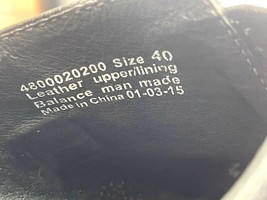 4800020200 Size 40
Leather upper/lining
Balance man made
Made in China 01-03-15